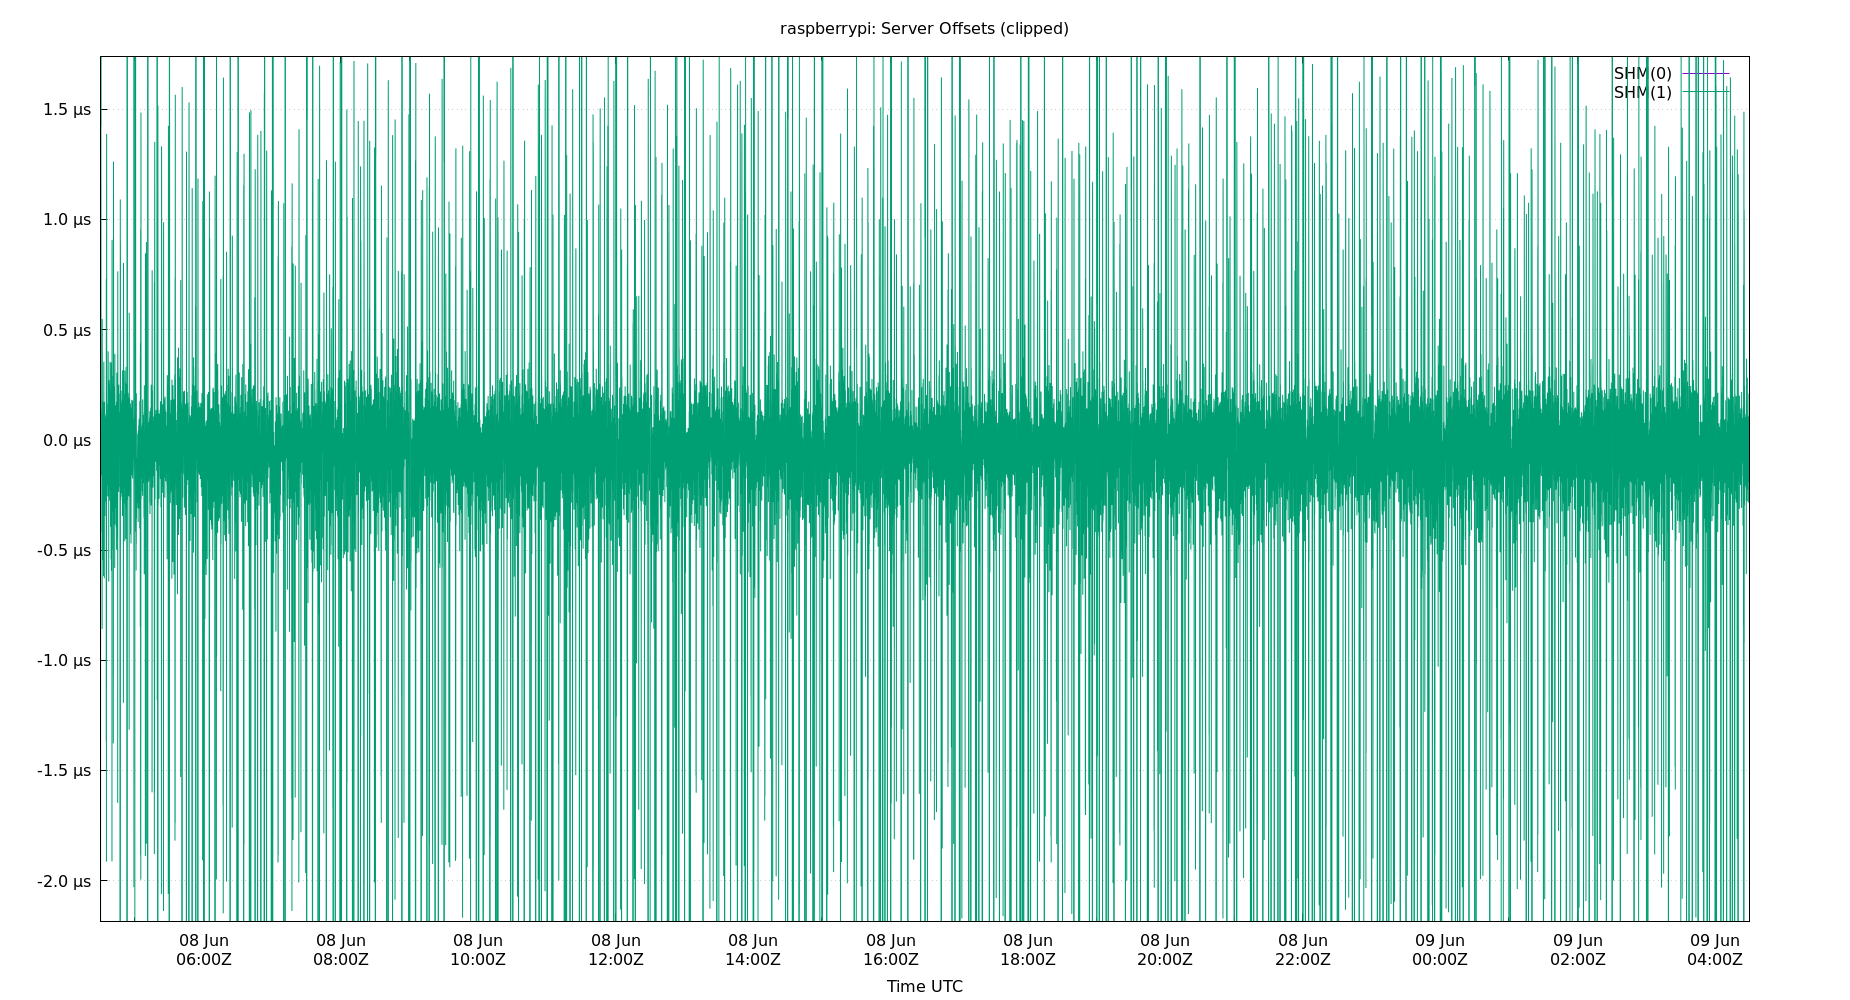 raspberrypi: Server Offsets (clipped)
SHM(0)
SHM(1)
1.5 µs
1.0 µs
0.5 µs
0.0 µs
-0.5 µs
-1.0 µs
-1.5 µs
-2.0 µs
08 Jun 08 Jun 08 Jun 08 Jun 08 Jun 08 Jun 08 Jun 08 Jun 08 Jun 09 Jun 09 Jun 09 Jun
06:00Z 08:00Z 10:00Z 12:00Z 14:00Z 16:00Z 18:00Z 20:00Z 22:00Z 00:00Z 02:00Z 04:00Z
Time UTC